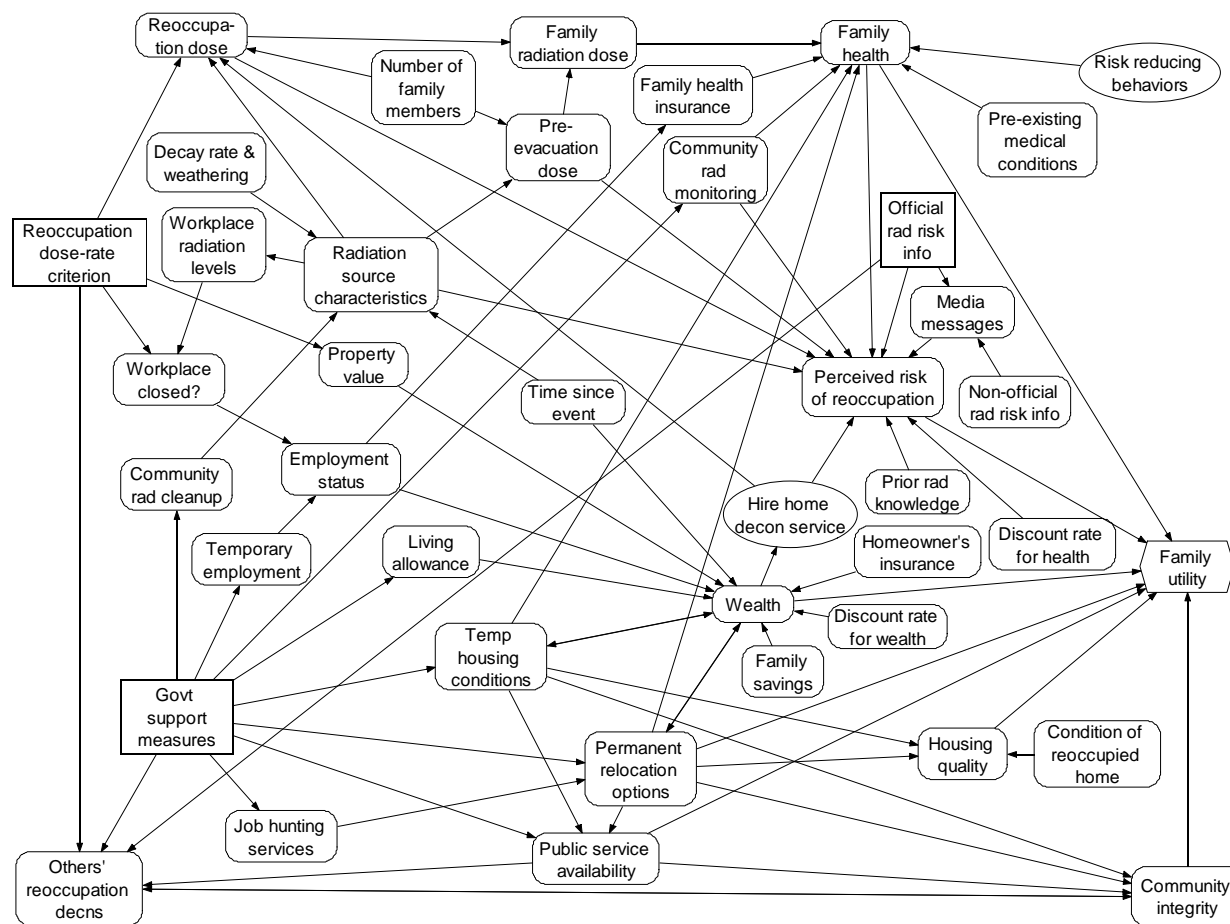 Reoccupa-
tion dose
Family
radiation dose
Family
health
Risk reducing
behaviors
Number of
family
members
Family health
insurance
Pre-existing
medical
conditions
Pre-
evacuation
dose
Community
rad
monitoring
Decay rate &
weathering
Official
rad risk
info
Reoccupation
dose-rate
criterion
Workplace
radiation
levels
Radiation
source
characteristics
Media
messages
Workplace
closed?
Property
value
Time since
event
Perceived risk
of reoccupation
Non-official
rad risk info
Community
rad cleanup
Employment
status
Hire home
decon service
Prior rad
knowledge
Discount rate
for health
Temporary
employment
Living
allowance
Homeowner's
insurance
Family
utility
Wealth
Discount rate
for wealth
Temp
housing
conditions
Family
savings
Govt
support
measures
Permanent
relocation
options
Housing
quality
Condition of
reoccupied
home
Job hunting
services
Public service
availability
Others'
reoccupation
decns
Community
integrity